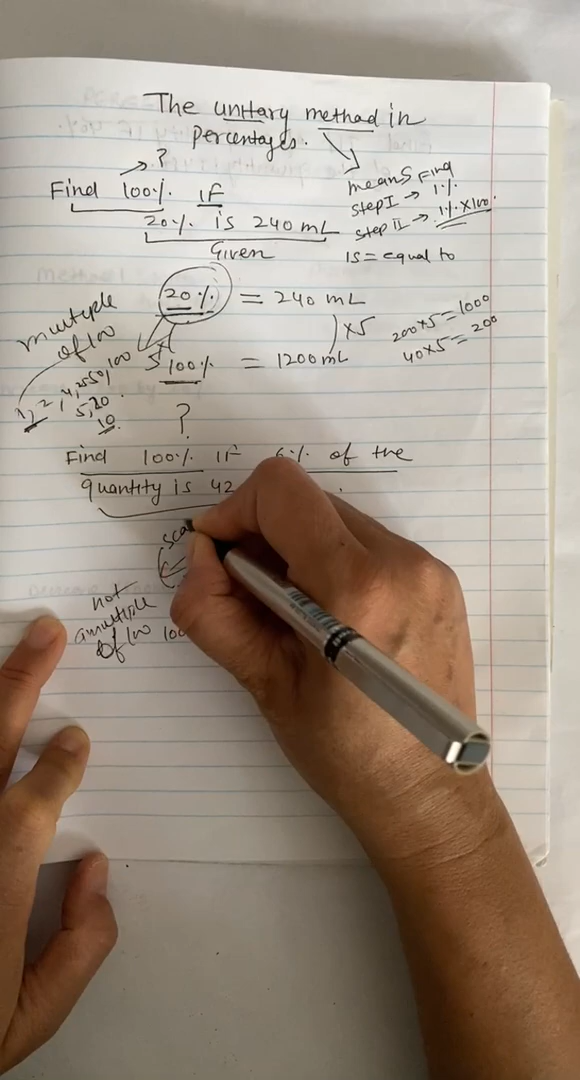 The unitary method in
percentages.
?
Find 100% IF
20% is 240 mL
Given
means Find
Step I → 1%
Step II → 1% × 100
Is = equal to
20% = 240 mL
multiple
of 100
×5
200×5=1000
40×5=200
5 100% = 1200 mL
1, 2, 4, 25 50, 100
5, 20
10
?
Find 100% IF 6% of the
quantity is 42
not
a multiple
of 100